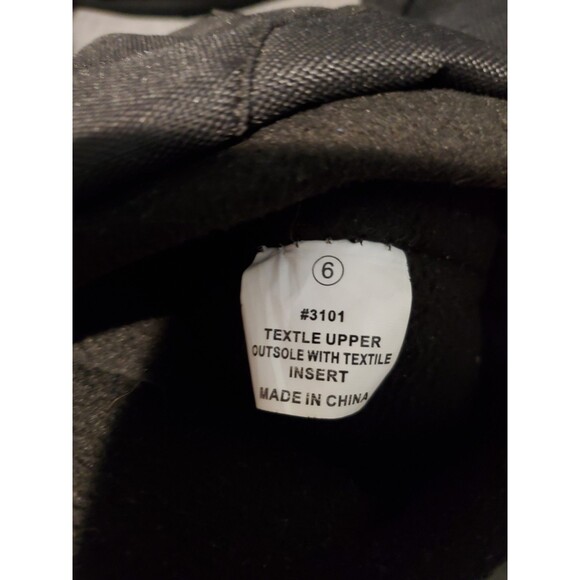 6
#3101
TEXTLE UPPER
OUTSOLE WITH TEXTILE
INSERT
MADE IN CHINA